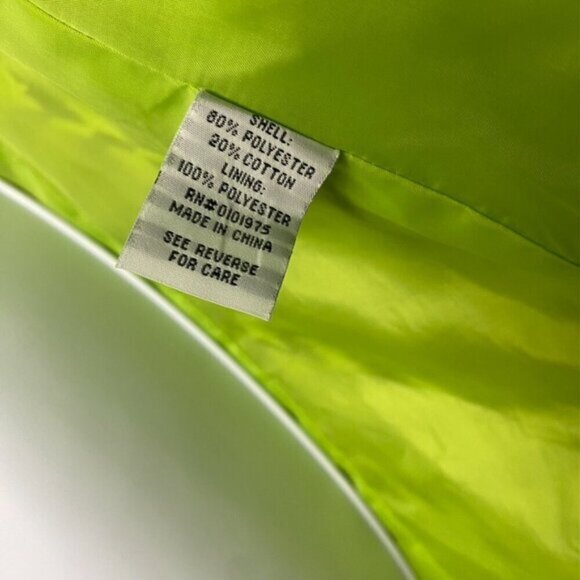 SHELL:
80% POLYESTER
20% COTTON
LINING:
100% POLYESTER
RN#0101975
MADE IN CHINA
SEE REVERSE
FOR CARE